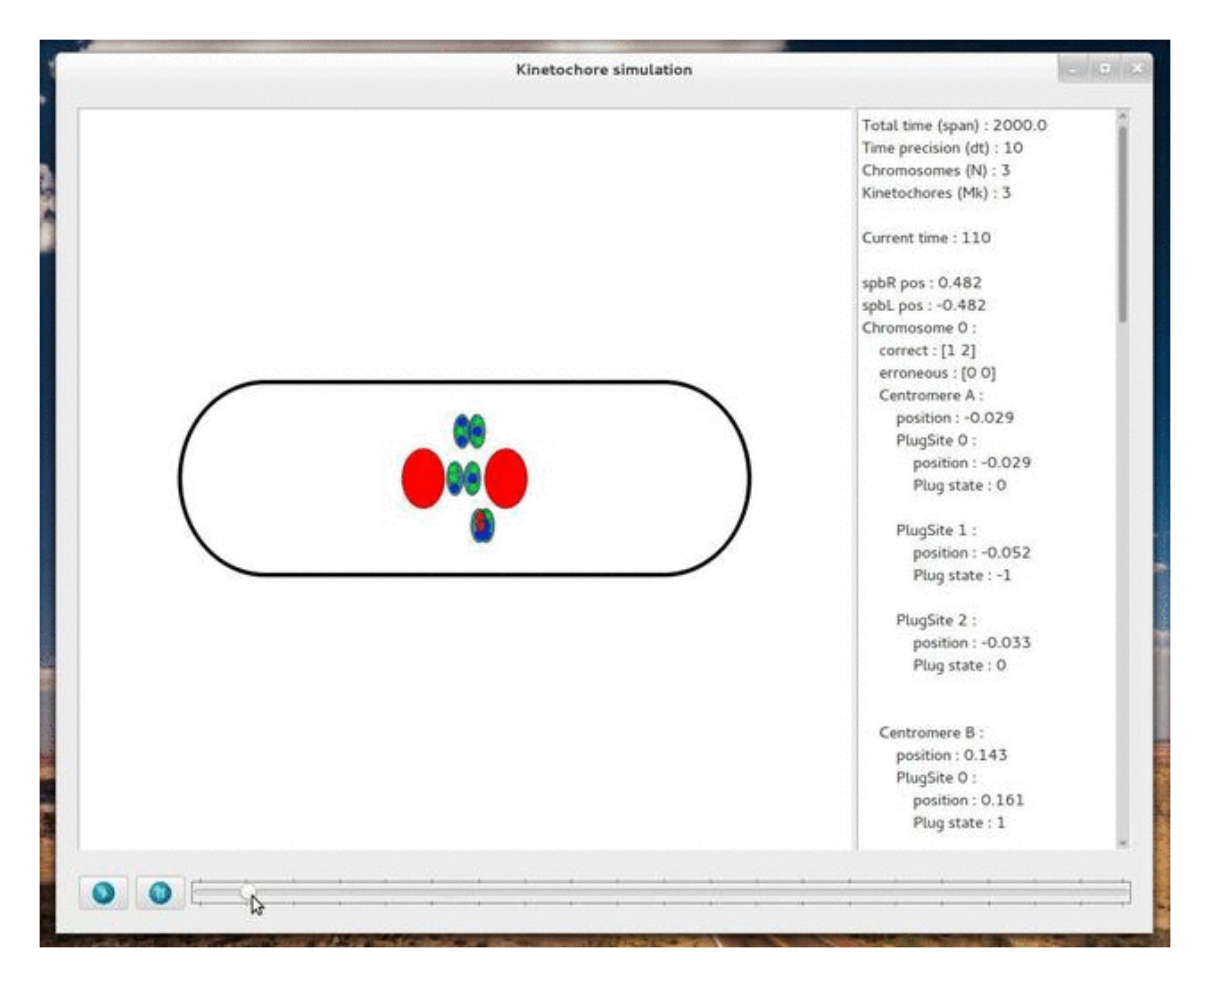 Kinetochore simulation
Total time (span) : 2000.0
Time precision (dt) : 10
Chromosomes (N) : 3
Kinetochores (Mk) : 3
Current time : 110
spbR pos : 0.482
spbL pos : -0.482
Chromosome 0 :
correct : [1 2]
erroneous : [0 0]
Centromere A :
position : -0.029
PlugSite 0 :
position : -0.029
Plug state : 0
PlugSite 1 :
position : -0.052
Plug state : -1
PlugSite 2 :
position : -0.033
Plug state : 0
Centromere B :
position : 0.143
PlugSite 0 :
position : 0.161
Plug state : 1